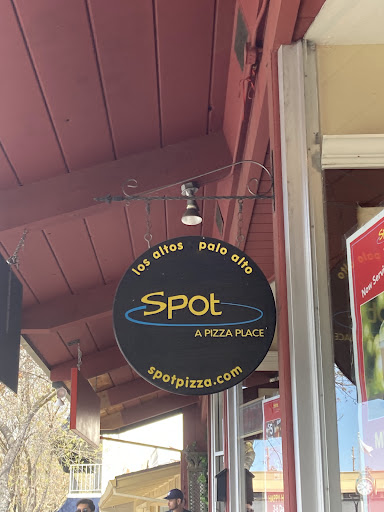 los altos palo alto
Spot
A PIZZA PLACE
spotpizza.com